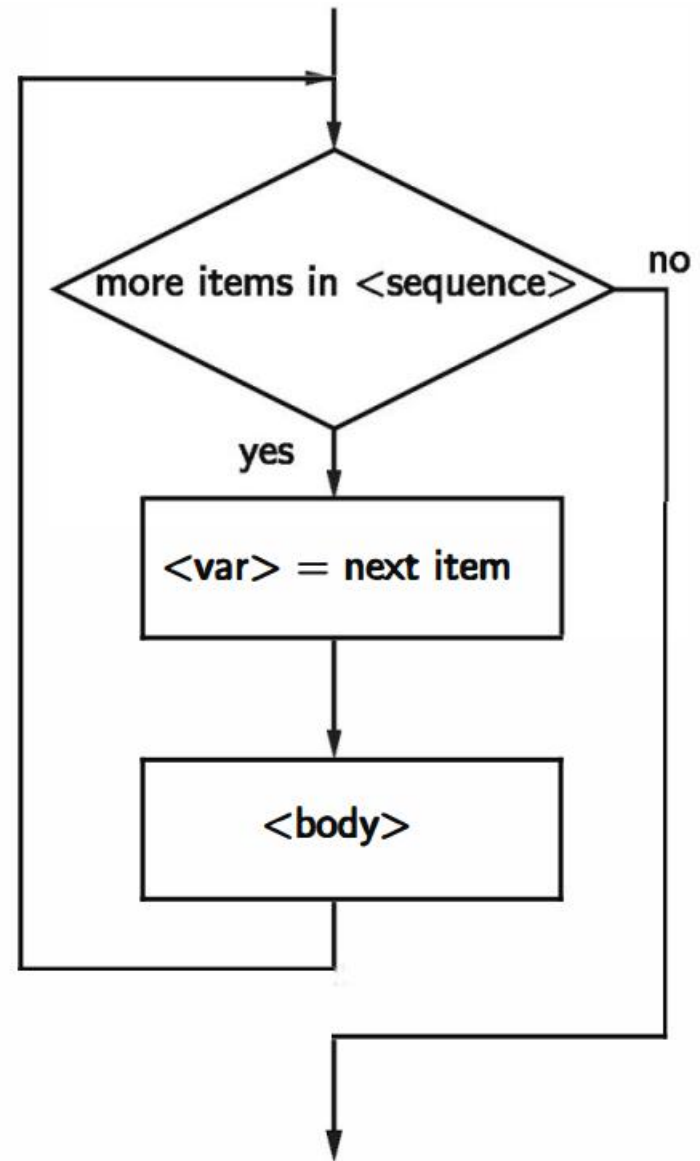 more items in <sequence>
no
yes
<var> = next item
<body>